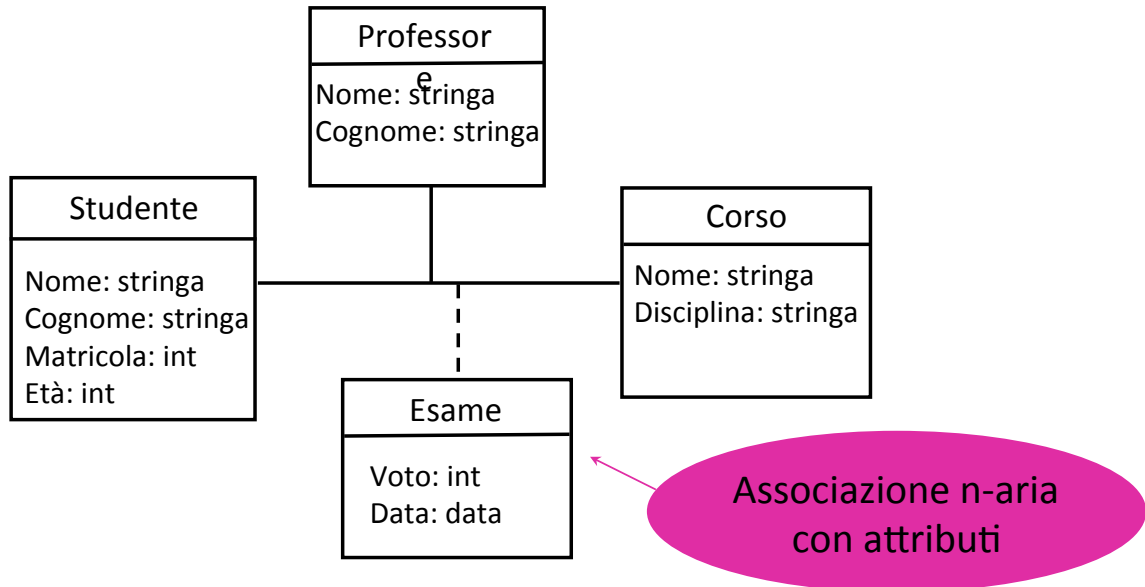 Professor
e
Nome: stringa
Cognome: stringa
Studente
Nome: stringa
Cognome: stringa
Matricola: int
Età: int
Corso
Nome: stringa
Disciplina: stringa
Esame
Voto: int
Data: data
Associazione n-aria
con attributi